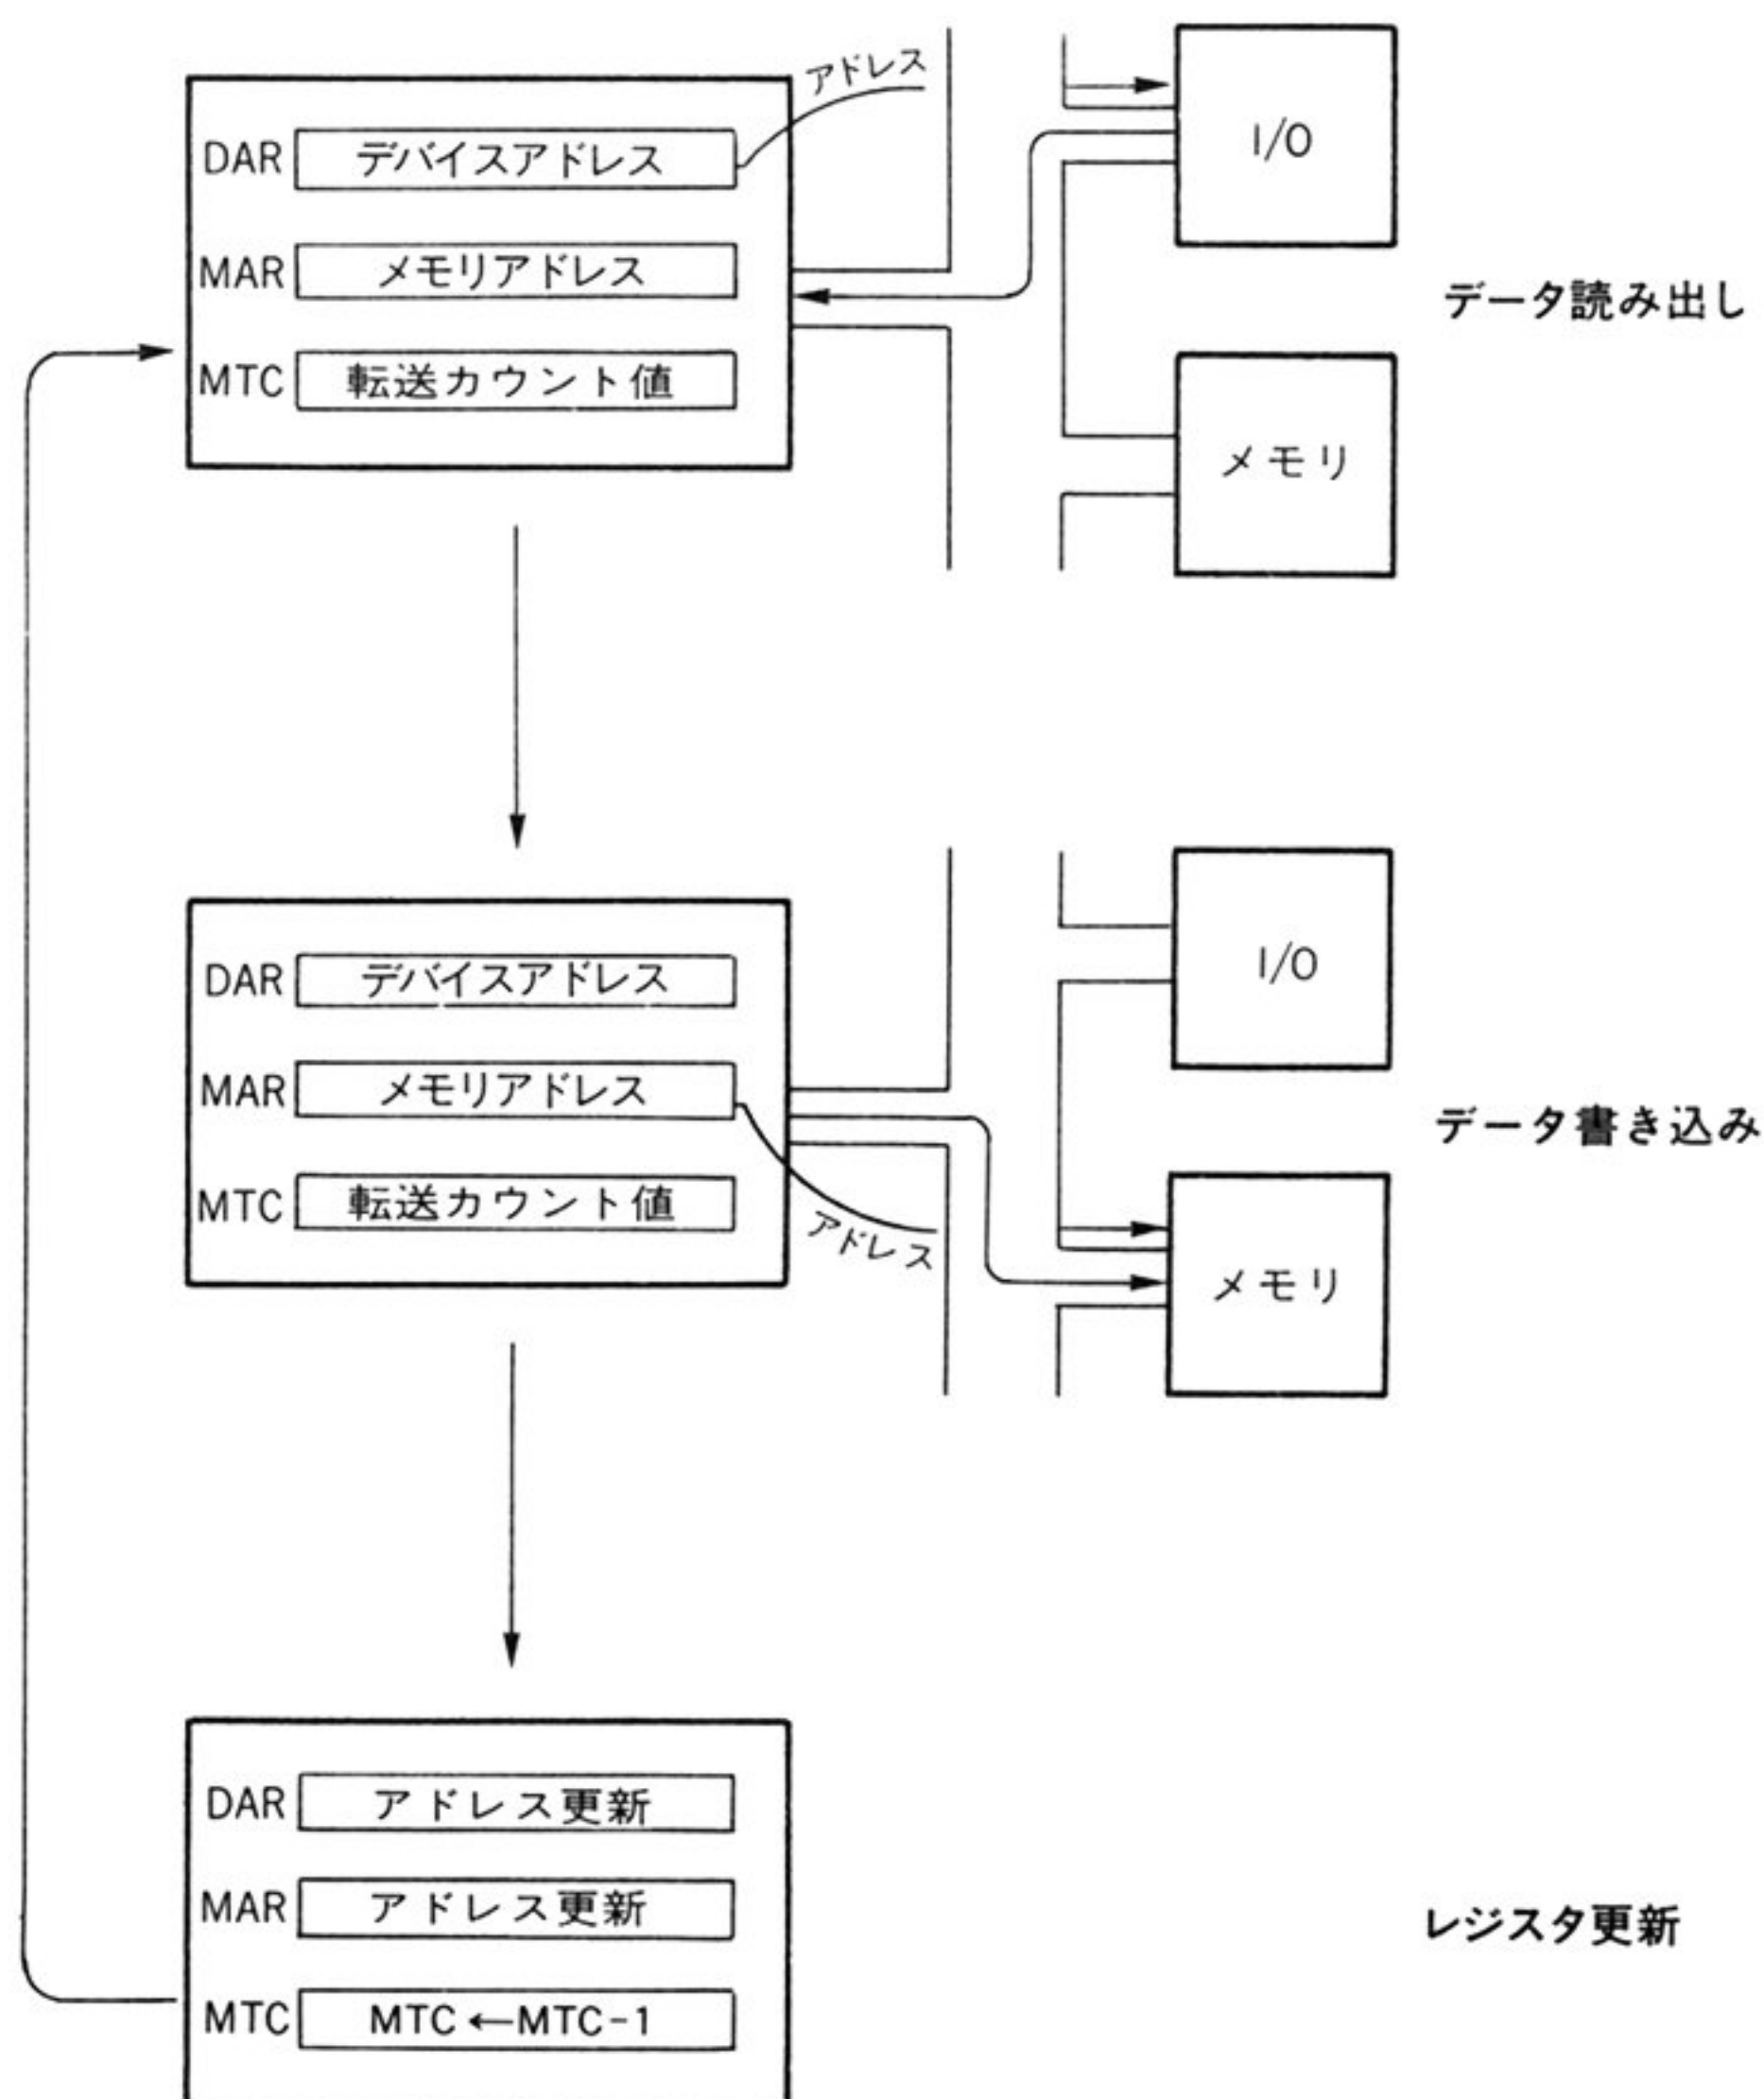 アドレス
DAR デバイスアドレス
I/O
MAR メモリアドレス
データ読み出し
MTC 転送カウント値
メモリ
DAR デバイスアドレス
I/O
MAR メモリアドレス
データ書き込み
MTC 転送カウント値
アドレス
メモリ
DAR アドレス更新
MAR アドレス更新
レジスタ更新
MTC MTC←MTC-1